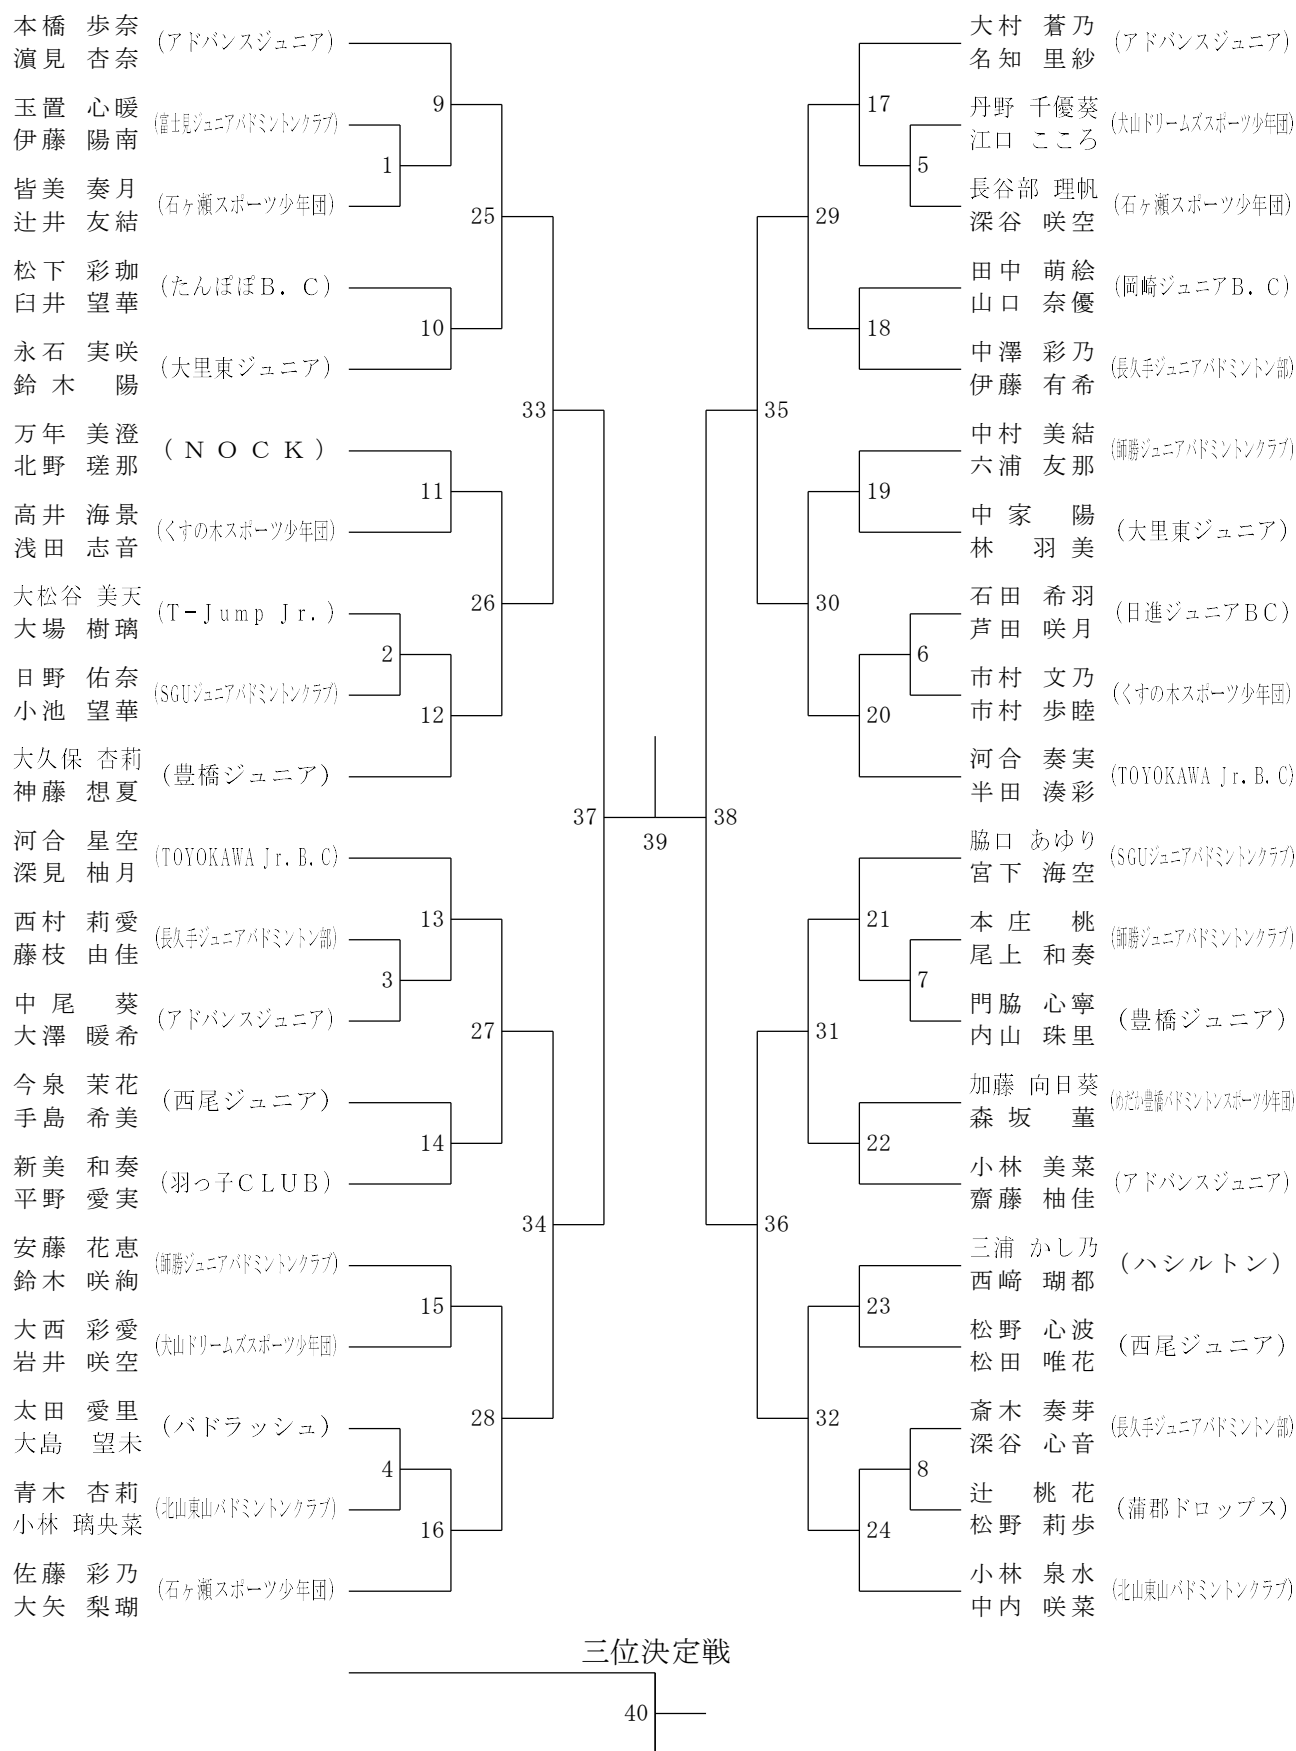 本橋 歩奈
濵見 杏奈
(アドバンスジュニア)
玉置 心暖
伊藤 陽南
(富士見ジュニアバドミントンクラブ)
皆美 奏月
辻井 友結
(石ヶ瀬スポーツ少年団)
松下 彩珈
臼井 望華
(たんぽぽB.C)
永石 実咲
鈴木 陽
(大里東ジュニア)
万年 美澄
北野 瑳那
(NOCK)
高井 海景
浅田 志音
(くすの木スポーツ少年団)
大松谷 美天
大場 樹璃
(T-Jump Jr.)
日野 佑奈
小池 望華
(SGUジュニアバドミントンクラブ)
大久保 杏莉
神藤 想夏
(豊橋ジュニア)
河合 星空
深見 柚月
(TOYOKAWA Jr.B.C)
西村 莉愛
藤枝 由佳
(長久手ジュニアバドミントン部)
中尾 葵
大澤 暖希
(アドバンスジュニア)
今泉 茉花
手島 希美
(西尾ジュニア)
新美 和奏
平野 愛実
(羽っ子CLUB)
安藤 花恵
鈴木 咲絢
(師勝ジュニアバドミントンクラブ)
大西 彩愛
岩井 咲空
(犬山ドリームズスポーツ少年団)
太田 愛里
大島 望未
(バドラッシュ)
青木 杏莉
小林 璃央菜
(北山東山バドミントンクラブ)
佐藤 彩乃
大矢 梨瑚
(石ヶ瀬スポーツ少年団)
1
2
3
4
9
10
11
12
13
14
15
16
25
26
27
28
33
34
37
39
38
35
36
29
30
31
32
17
18
19
20
21
22
23
24
5
6
7
8
大村 蒼乃
名知 里紗
(アドバンスジュニア)
丹野 千優葵
江口 こころ
(犬山ドリームズスポーツ少年団)
長谷部 理帆
深谷 咲空
(石ヶ瀬スポーツ少年団)
田中 萌絵
山口 奈優
(岡崎ジュニアB.C)
中澤 彩乃
伊藤 有希
(長久手ジュニアバドミントン部)
中村 美結
六浦 友那
(師勝ジュニアバドミントンクラブ)
中家 陽
林 羽美
(大里東ジュニア)
石田 希羽
芦田 咲月
(日進ジュニアBC)
市村 文乃
市村 歩睦
(くすの木スポーツ少年団)
河合 奏実
半田 湊彩
(TOYOKAWA Jr.B.C)
脇口 あゆり
宮下 海空
(SGUジュニアバドミントンクラブ)
本庄 桃
尾上 和奏
(師勝ジュニアバドミントンクラブ)
門脇 心寧
内山 珠里
(豊橋ジュニア)
加藤 向日葵
森坂 菫
(めだか豊橋バドミントンスポーツ少年団)
小林 美菜
齋藤 柚佳
(アドバンスジュニア)
三浦 かし乃
西﨑 瑚都
(ハシルトン)
松野 心波
松田 唯花
(西尾ジュニア)
斎木 奏芽
深谷 心音
(長久手ジュニアバドミントン部)
辻 桃花
松野 莉歩
(蒲郡ドロップス)
小林 泉水
中内 咲菜
(北山東山バドミントンクラブ)
三位決定戦
40